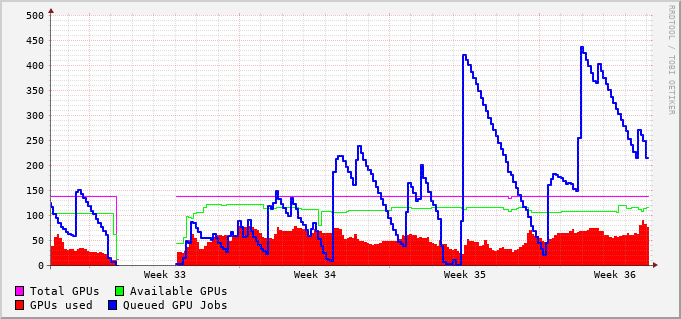 500
450
400
350
300
250
200
150
100
50
0
Week 33 Week 34 Week 35 Week 36
Total GPUs Available GPUs
GPUs used Queued GPU Jobs
RRDTOOL / TOBI OETIKER